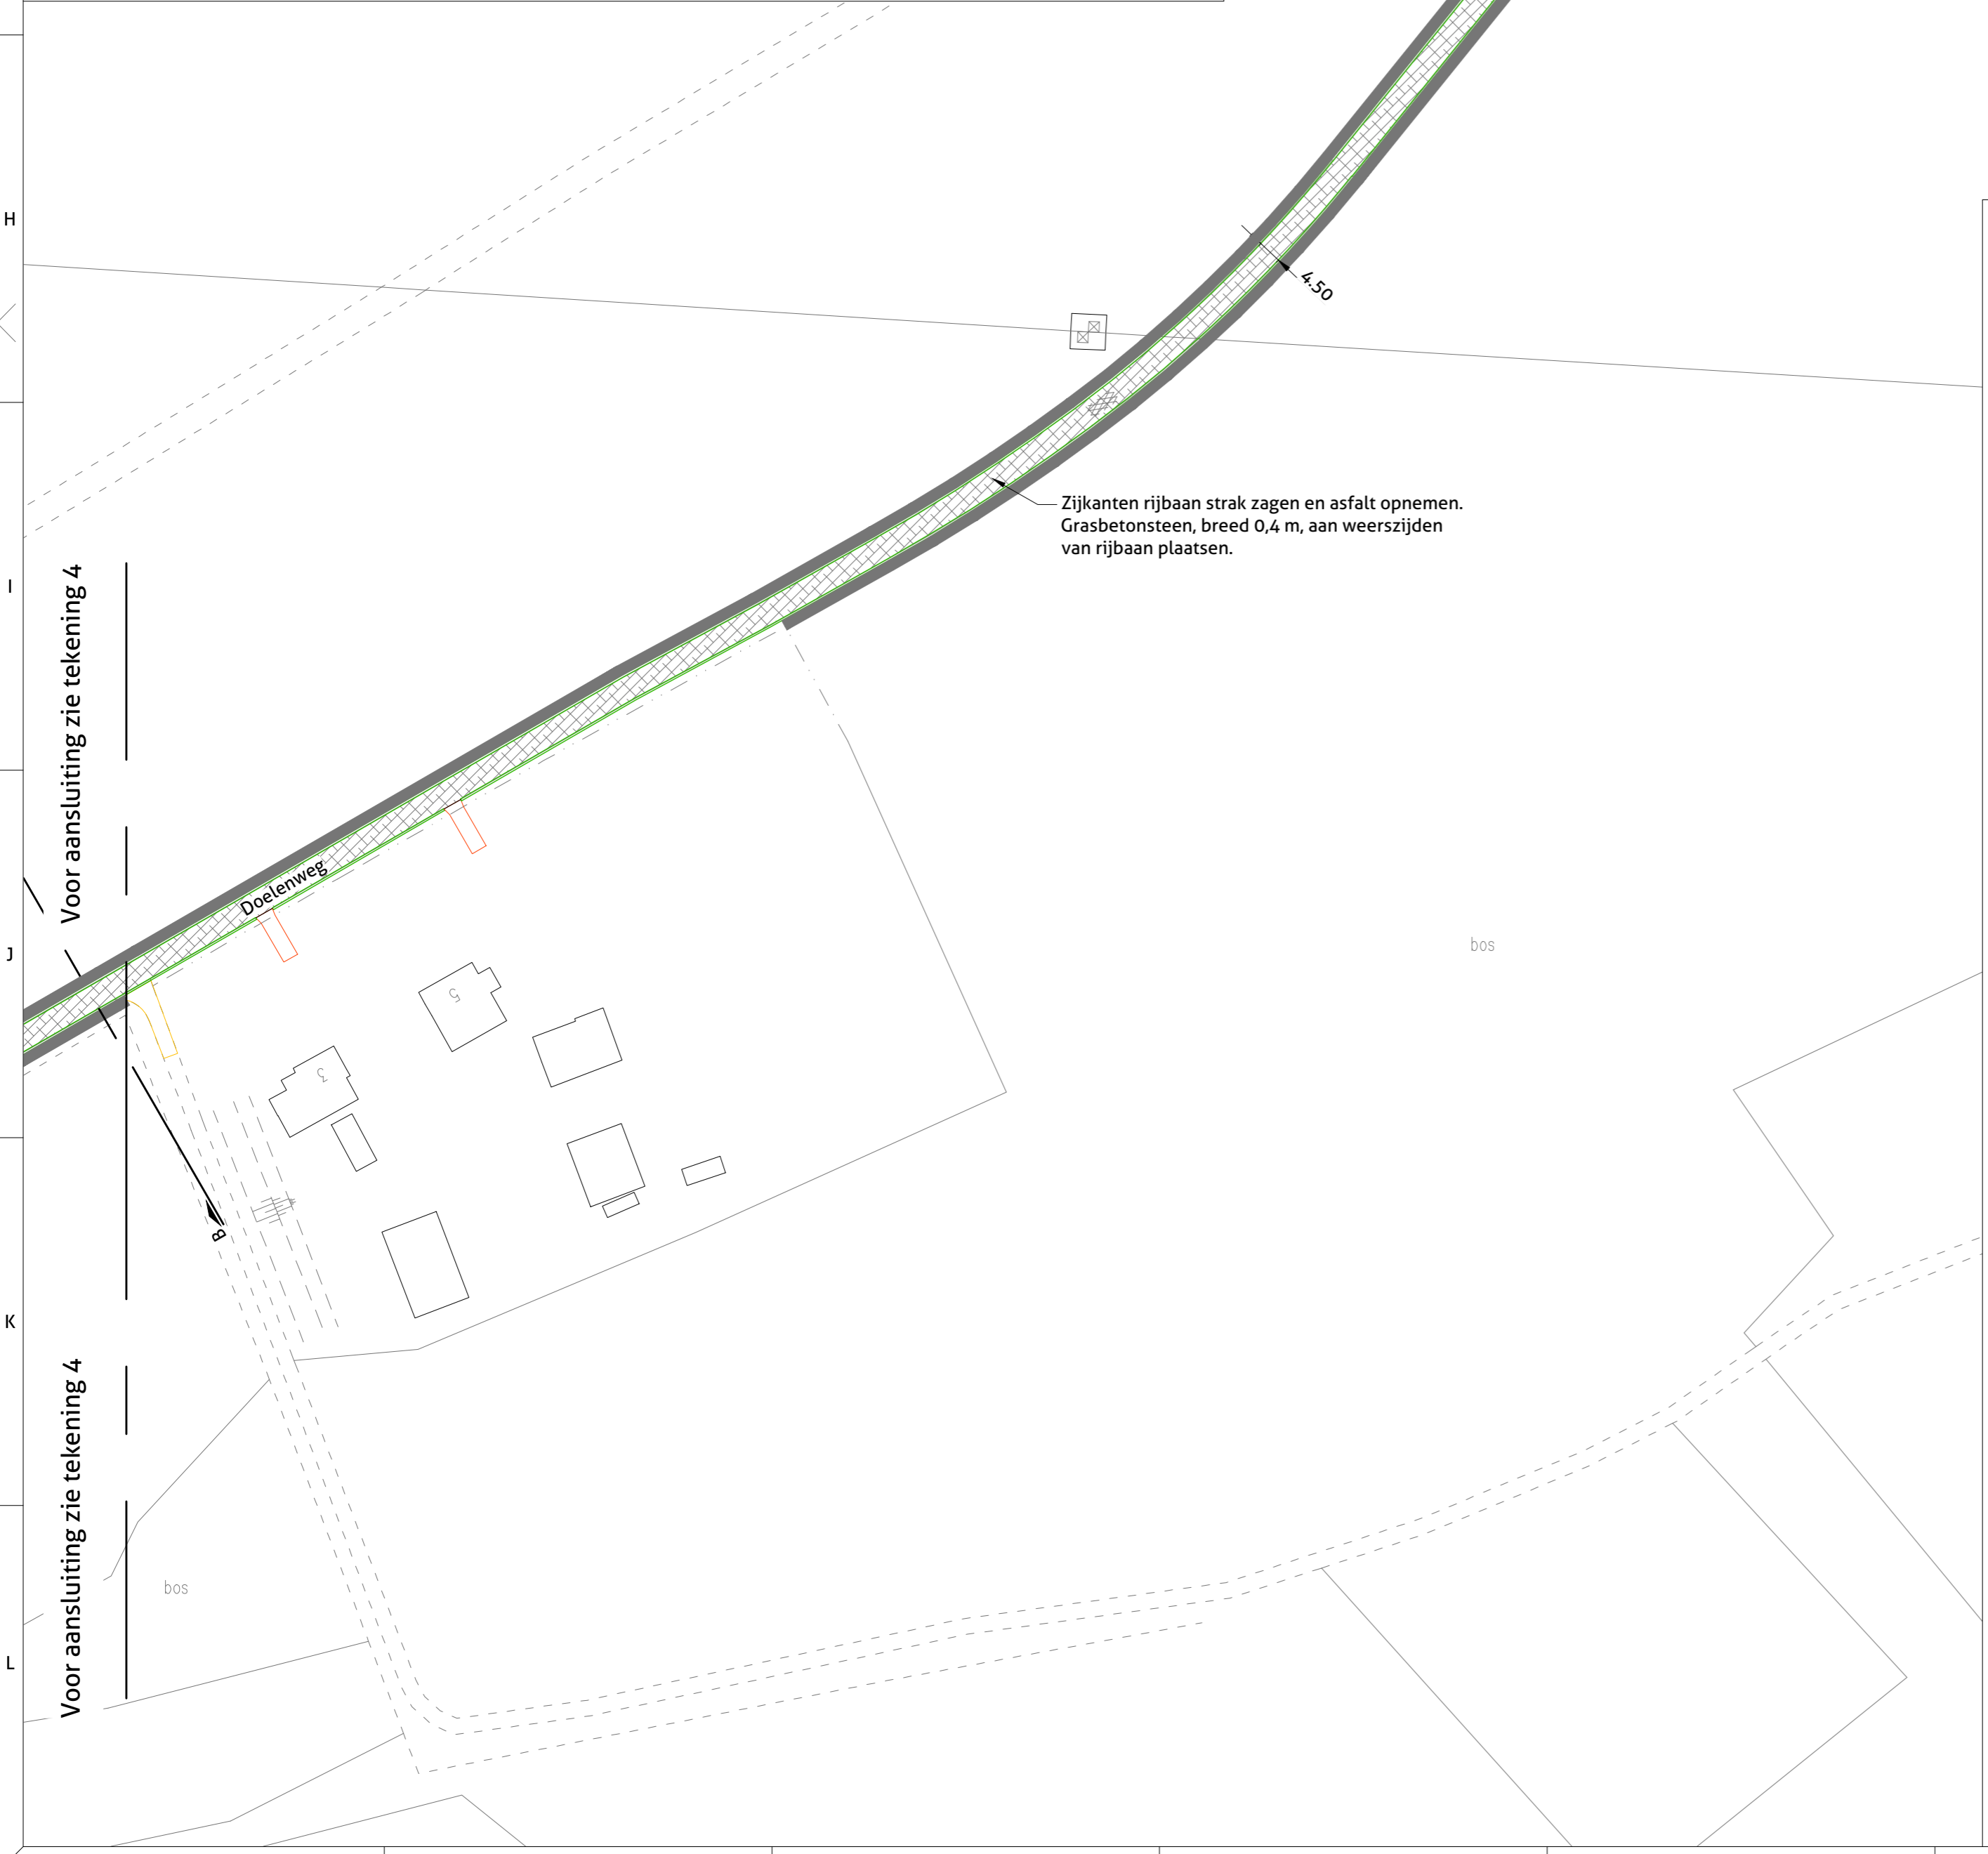 H
4.50
Zijkanten rijbaan strak zagen en asfalt opnemen.
Grasbetonsteen, breed 0,4 m, aan weerszijden
van rijbaan plaatsen.
I
Voor aansluiting zie tekening 4
Doelenweg
J
bos
5
3
B
K
Voor aansluiting zie tekening 4
bos
L